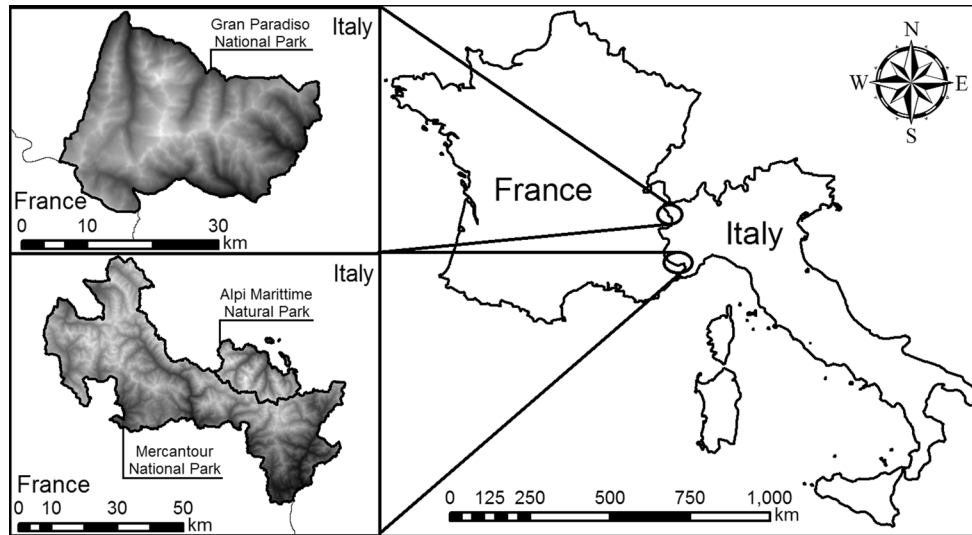 Gran Paradiso
National Park
Italy
France
0 10 30
km
Italy
Alpi Marittime
Natural Park
Mercantour
National Park
France
0 10 30 50
km
N
W E
S
France
Italy
0 125 250 500 750 1,000
km